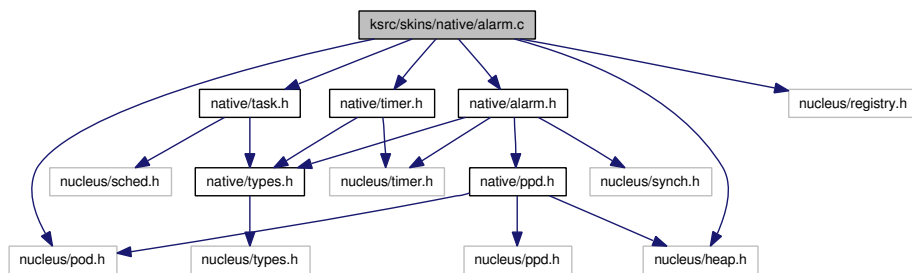 ksrc/skins/native/alarm.c
native/task.h
native/timer.h
native/alarm.h
nucleus/registry.h
nucleus/sched.h
native/types.h
nucleus/timer.h
native/ppd.h
nucleus/synch.h
nucleus/pod.h
nucleus/types.h
nucleus/ppd.h
nucleus/heap.h